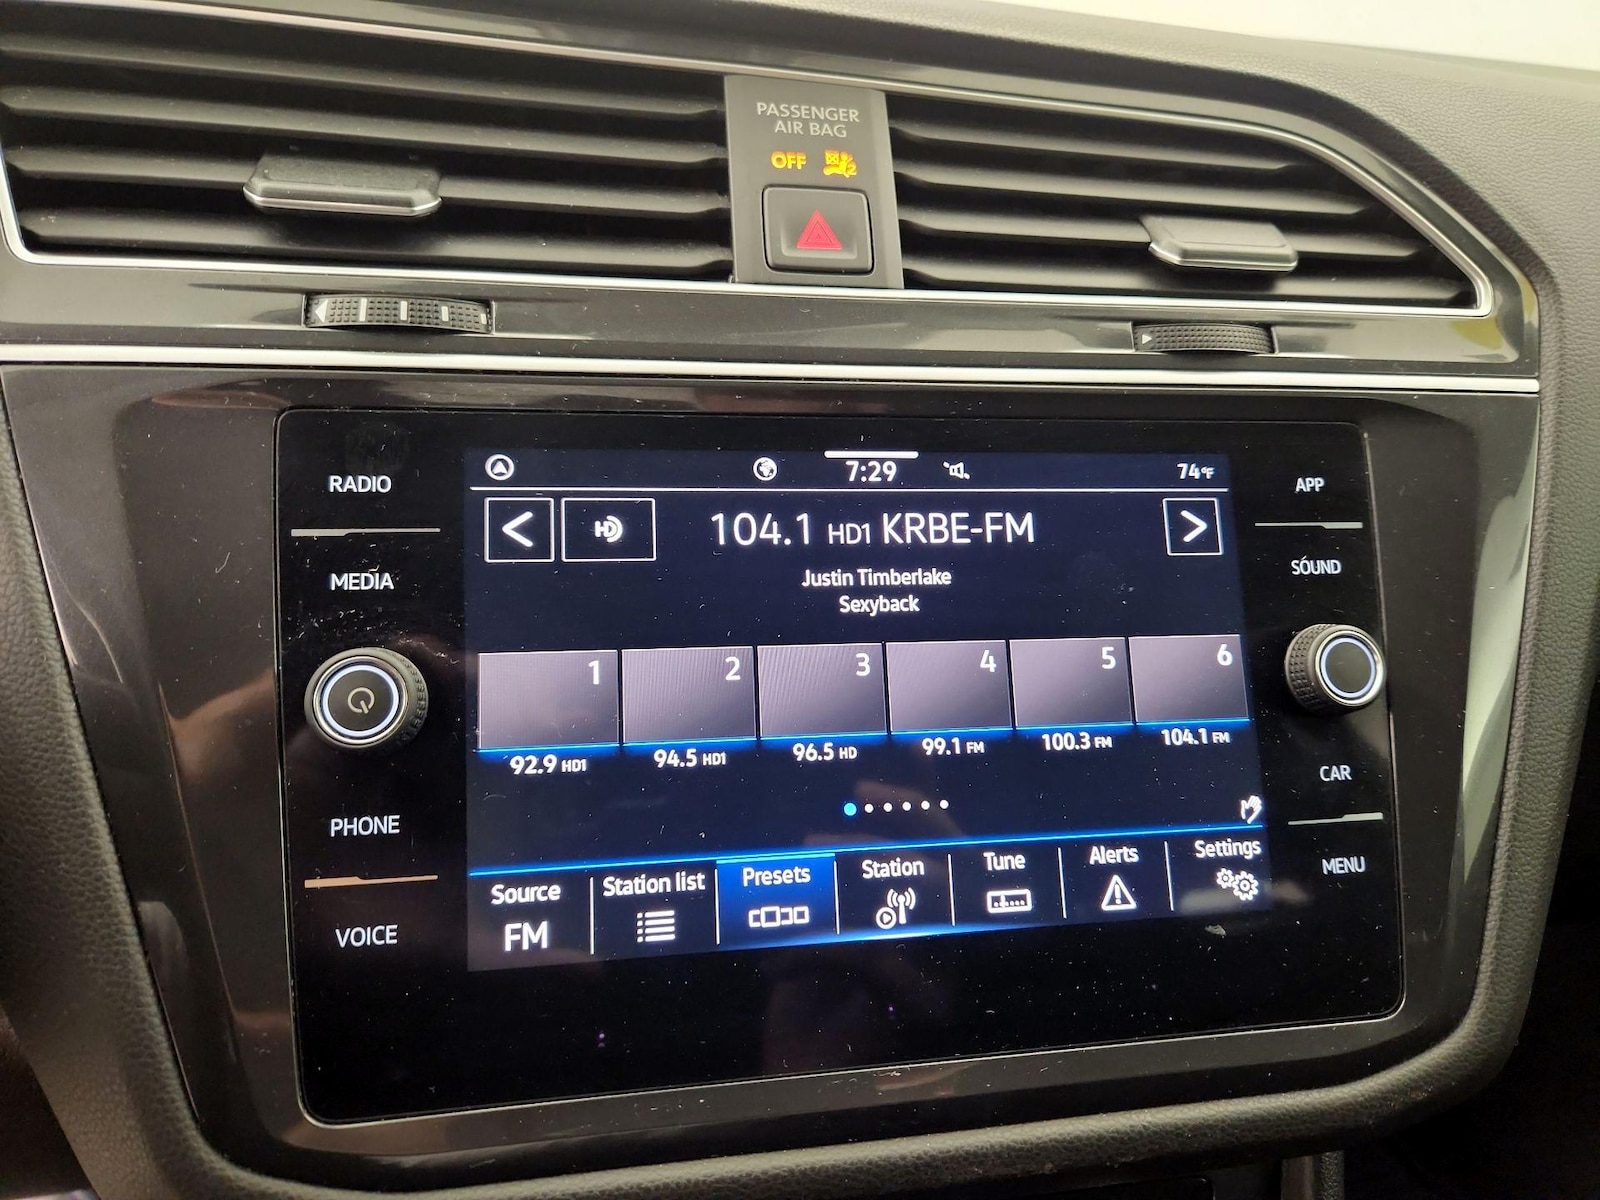 PASSENGER
AIR BAG
OFF
2
RADIO
MEDIA
PHONE
VOICE
7:29
74°F
HD
104.1 HD1 KRBE-FM
Justin Timberlake
Sexyback
1 2 3 4 5 6
92.9 HD1 94.5 HD1 96.5 HD 99.1 FM 100.3 FM 104.1 FM
Source Station list Presets Station Tune Alerts Settings
FM
APP
SOUND
CAR
MENU